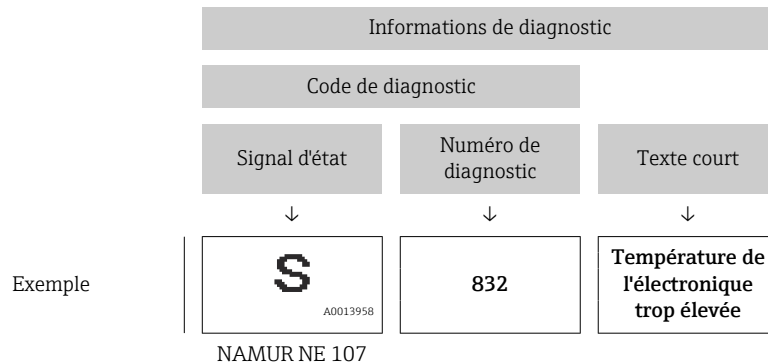 Informations de diagnostic
Code de diagnostic
Signal d'état
Numéro de
diagnostic
Texte court
↓ ↓ ↓
Exemple
S
A0013958
832
Température de
l'électronique
trop élevée
NAMUR NE 107